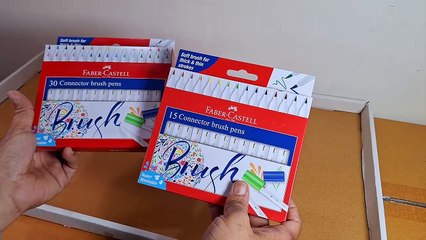 Soft brush for
FABER-CASTELL
30 Connector brush pens
Brush
Soft brush for
thick & thin
strokes
FABER-CASTELL
15 Connector brush pens
Brush